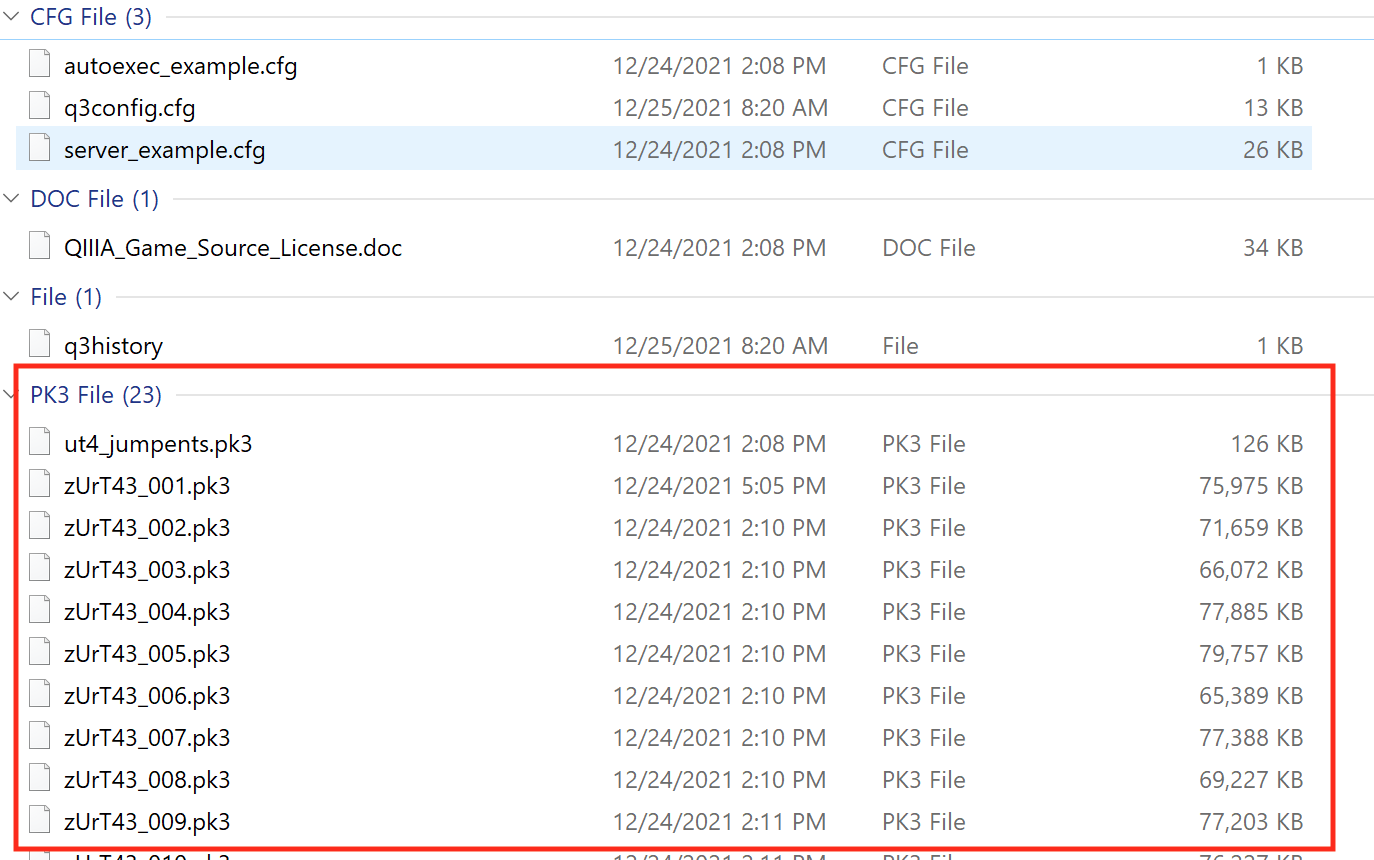 CFG File (3)
autoexec_example.cfg 12/24/2021 2:08 PM CFG File 1 KB
q3config.cfg 12/25/2021 8:20 AM CFG File 13 KB
server_example.cfg 12/24/2021 2:08 PM CFG File 26 KB
DOC File (1)
QIIIA_Game_Source_License.doc 12/24/2021 2:08 PM DOC File 34 KB
File (1)
q3history 12/25/2021 8:20 AM File 1 KB
PK3 File (23)
ut4_jumpents.pk3 12/24/2021 2:08 PM PK3 File 126 KB
zUrT43_001.pk3 12/24/2021 5:05 PM PK3 File 75,975 KB
zUrT43_002.pk3 12/24/2021 2:10 PM PK3 File 71,659 KB
zUrT43_003.pk3 12/24/2021 2:10 PM PK3 File 66,072 KB
zUrT43_004.pk3 12/24/2021 2:10 PM PK3 File 77,885 KB
zUrT43_005.pk3 12/24/2021 2:10 PM PK3 File 79,757 KB
zUrT43_006.pk3 12/24/2021 2:10 PM PK3 File 65,389 KB
zUrT43_007.pk3 12/24/2021 2:10 PM PK3 File 77,388 KB
zUrT43_008.pk3 12/24/2021 2:10 PM PK3 File 69,227 KB
zUrT43_009.pk3 12/24/2021 2:11 PM PK3 File 77,203 KB